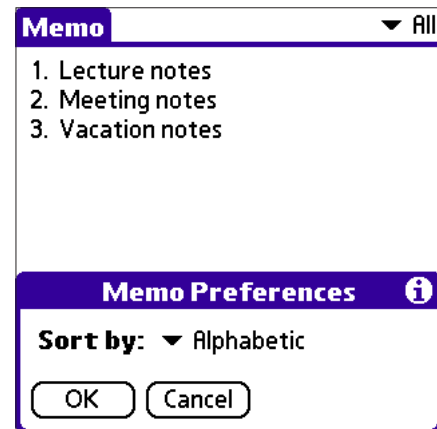 Memo
All
1. Lecture notes
2. Meeting notes
3. Vacation notes
Memo Preferences
Sort by: Alphabetic
OK Cancel